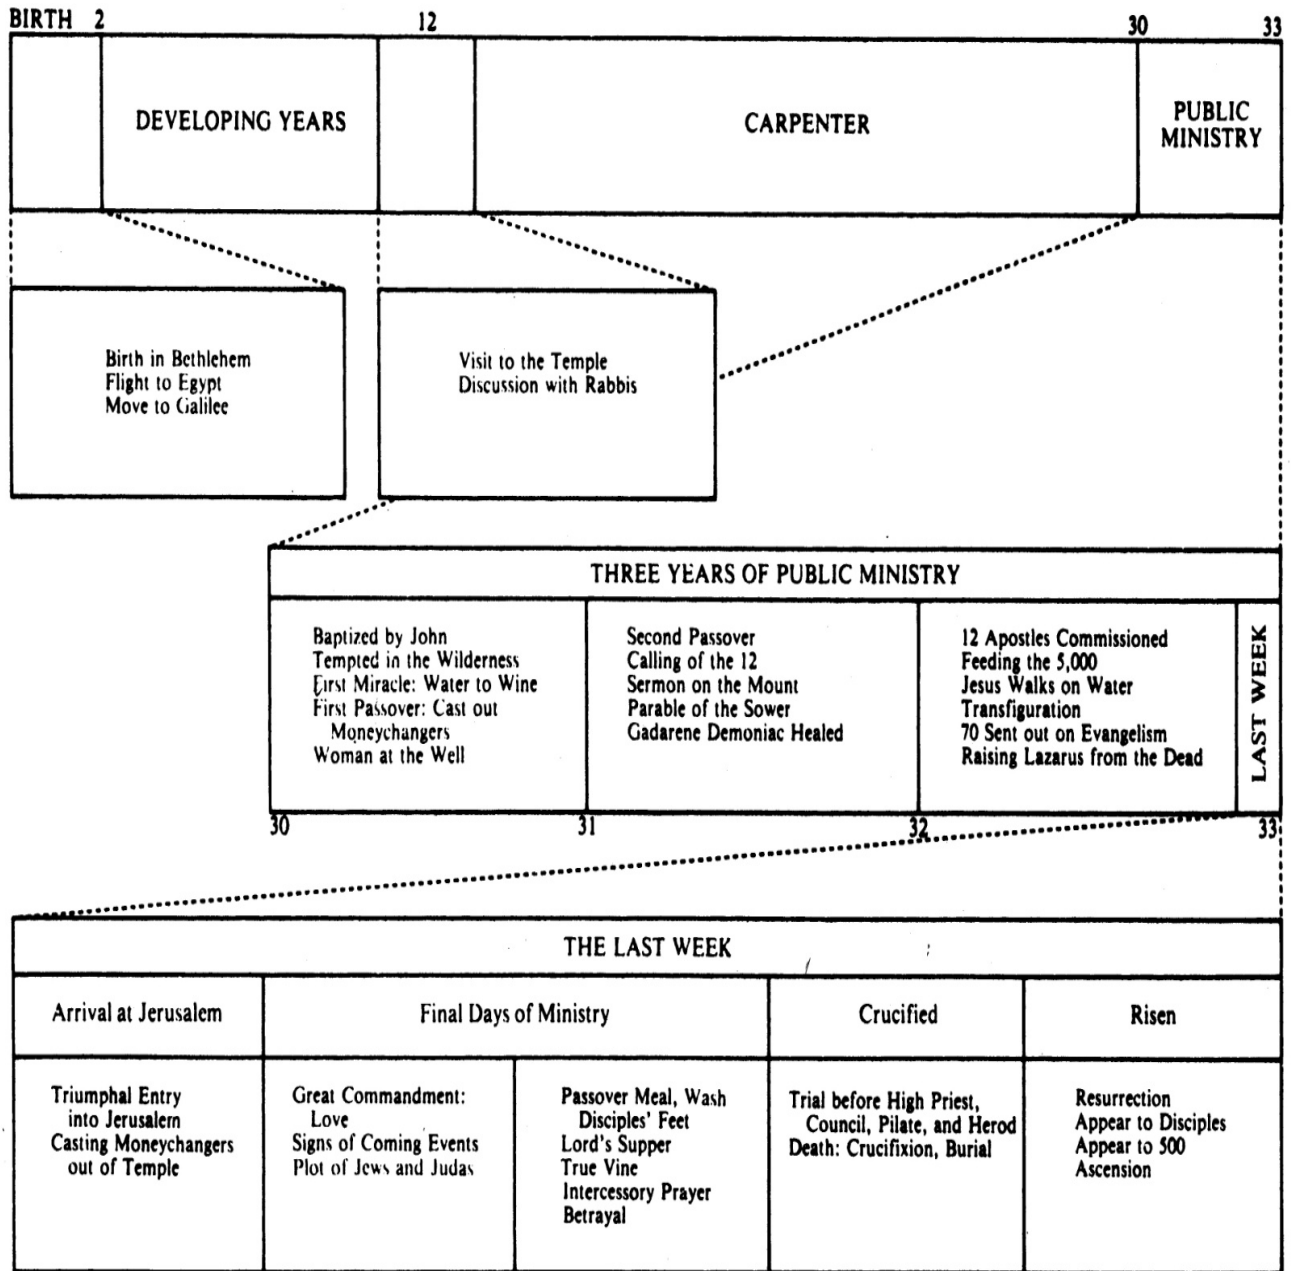 BIRTH 2 12 30 33
DEVELOPING YEARS
CARPENTER
PUBLIC
MINISTRY
Birth in Bethlehem
Flight to Egypt
Move to Galilee
Visit to the Temple
Discussion with Rabbis
THREE YEARS OF PUBLIC MINISTRY
Baptized by John
Tempted in the Wilderness
First Miracle: Water to Wine
First Passover: Cast out
Moneychangers
Woman at the Well
Second Passover
Calling of the 12
Sermon on the Mount
Parable of the Sower
Gadarene Demoniac Healed
12 Apostles Commissioned
Feeding the 5,000
Jesus Walks on Water
Transfiguration
70 Sent out on Evangelism
Raising Lazarus from the Dead
LAST WEEK
30 31 32 33
THE LAST WEEK
Arrival at Jerusalem
Final Days of Ministry
Crucified
Risen
Triumphal Entry
into Jerusalem
Casting Moneychangers
out of Temple
Great Commandment:
Love
Signs of Coming Events
Plot of Jews and Judas
Passover Meal, Wash
Disciples' Feet
Lord's Supper
True Vine
Intercessory Prayer
Betrayal
Trial before High Priest,
Council, Pilate, and Herod
Death: Crucifixion, Burial
Resurrection
Appear to Disciples
Appear to 500
Ascension